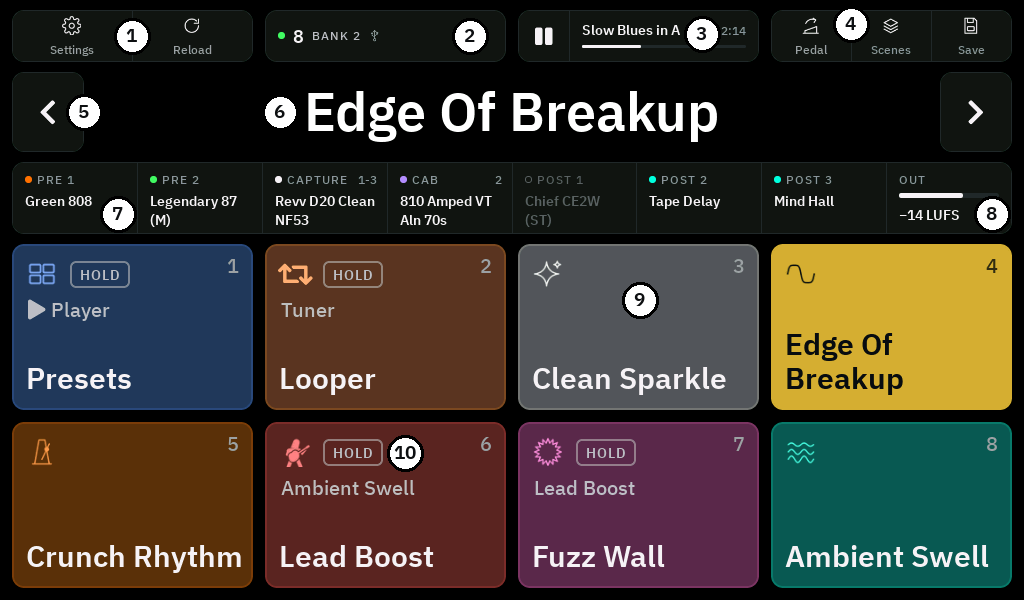 Settings
1
Reload
8 BANK 2
2
Slow Blues in A
3
2:14
Pedal
4
Scenes
Save
5
6
Edge Of Breakup
PRE 1
Green 808
7
PRE 2
Legendary 87
(M)
CAPTURE 1-3
Revv D20 Clean
NF53
CAB 2
810 Amped VT
Aln 70s
POST 1
Chief CE2W
(ST)
POST 2
Tape Delay
POST 3
Mind Hall
OUT
−14 LUFS
8
HOLD
1
Player
Presets
HOLD
2
Tuner
Looper
3
9
Clean Sparkle
4
Edge Of
Breakup
5
Crunch Rhythm
HOLD
10
6
Ambient Swell
Lead Boost
HOLD
7
Lead Boost
Fuzz Wall
8
Ambient Swell